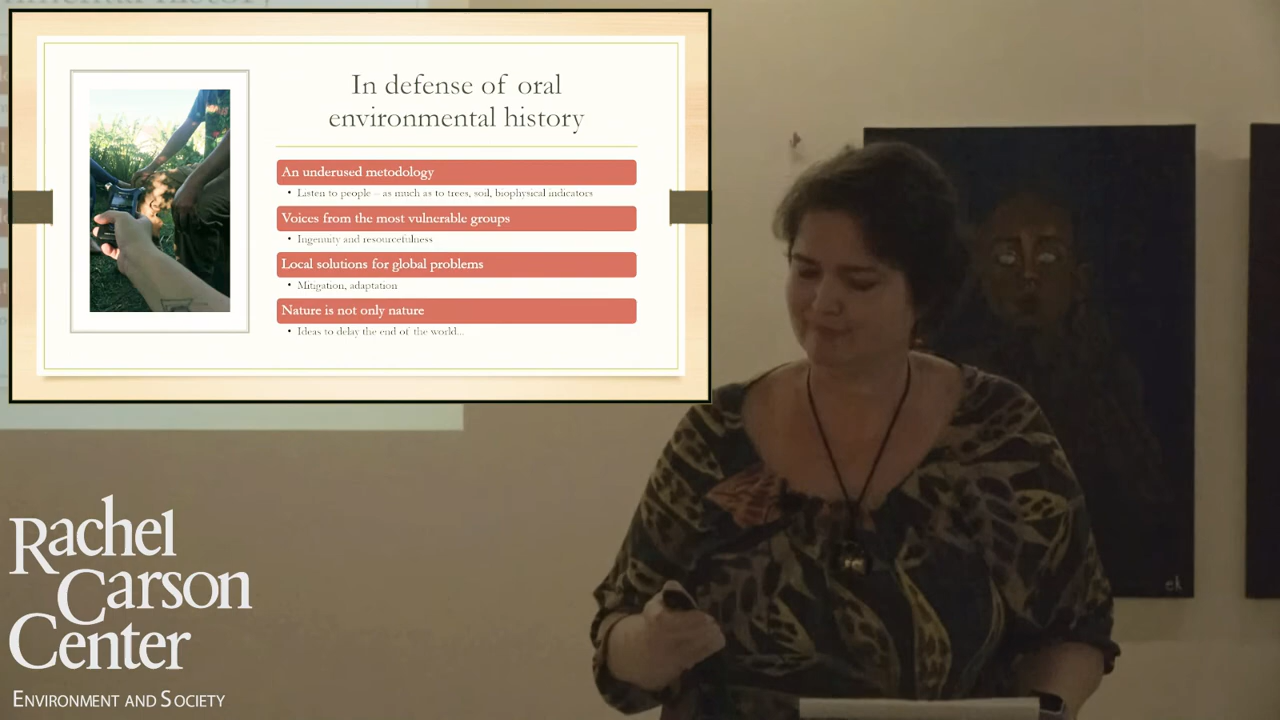 In defense of oral
environmental history
An underused metodology
• Listen to people – as much as to trees, soil, biophysical indicators
Voices from the most vulnerable groups
• Ingenuity and resourcefulness
Local solutions for global problems
• Mitigation, adaptation
Nature is not only nature
• Ideas to delay the end of the world...
Rachel
Carson
Center
ENVIRONMENT AND SOCIETY
ek